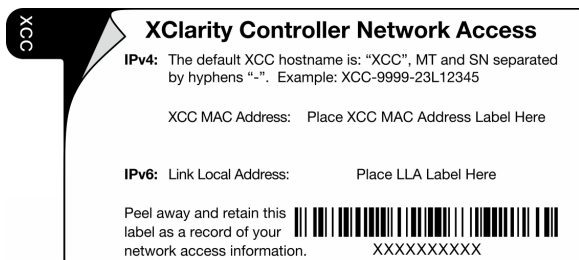 XCC
XClarity Controller Network Access
IPv4: The default XCC hostname is: “XCC”, MT and SN separated
by hyphens “-”. Example: XCC-9999-23L12345
XCC MAC Address: Place XCC MAC Address Label Here
IPv6: Link Local Address: Place LLA Label Here
Peel away and retain this
label as a record of your
network access information.
XXXXXXXXXX